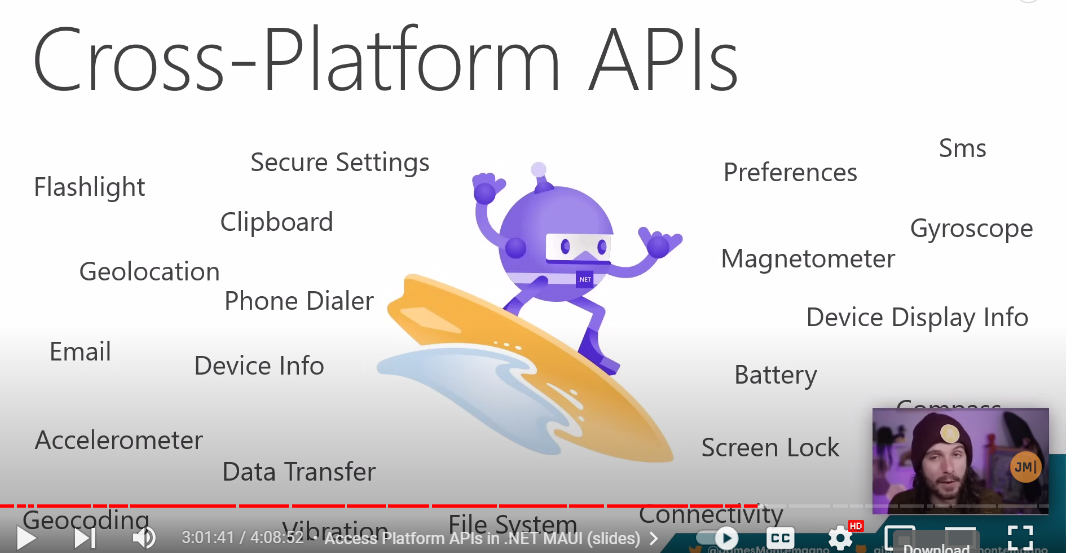 Cross-Platform APIs
Sms
Secure Settings
Preferences
Flashlight
Clipboard
Gyroscope
Magnetometer
Geolocation
Phone Dialer
Device Display Info
Email
Device Info
Battery
.NET
Compass
Accelerometer
Screen Lock
JM|
Data Transfer
Geocoding
Vibration
File System
Connectivity
3:01:41 / 4:08:52 • Access Platform APIs in .NET MAUI (slides)
CC
HD
Download